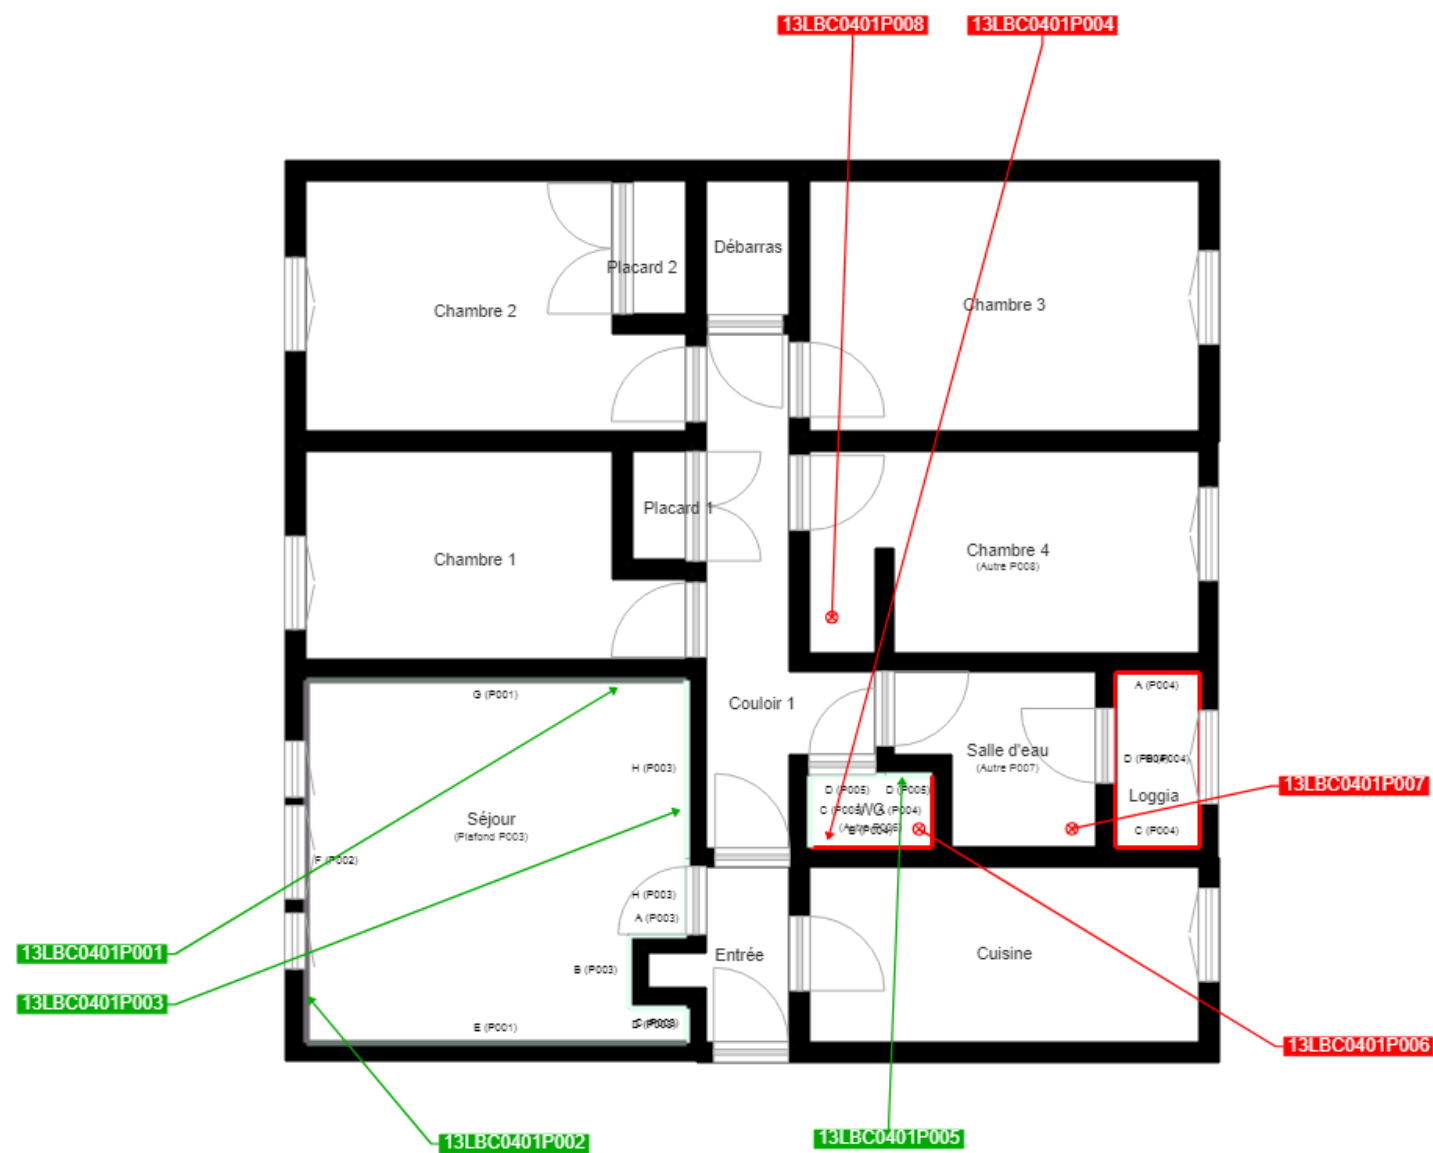 13LBC0401P008
13LBC0401P004
Débarras
Placard 2
Chambre 3
Chambre 2
Placard 1
Chambre 4
(Autre P008)
Chambre 1
A (P004)
G (P001)
Couloir 1
Salle d'eau
(Autre P007)
H (P003)
D (P005)
D (P005)
13LBC0401P007
Loggia
WC
Séjour
(Plafond P003)
C (P004)
F (P002)
H (P003)
A (P003)
13LBC0401P001
Entrée
Cuisine
B (P003)
13LBC0401P003
E (P001)
13LBC0401P006
13LBC0401P002
13LBC0401P005